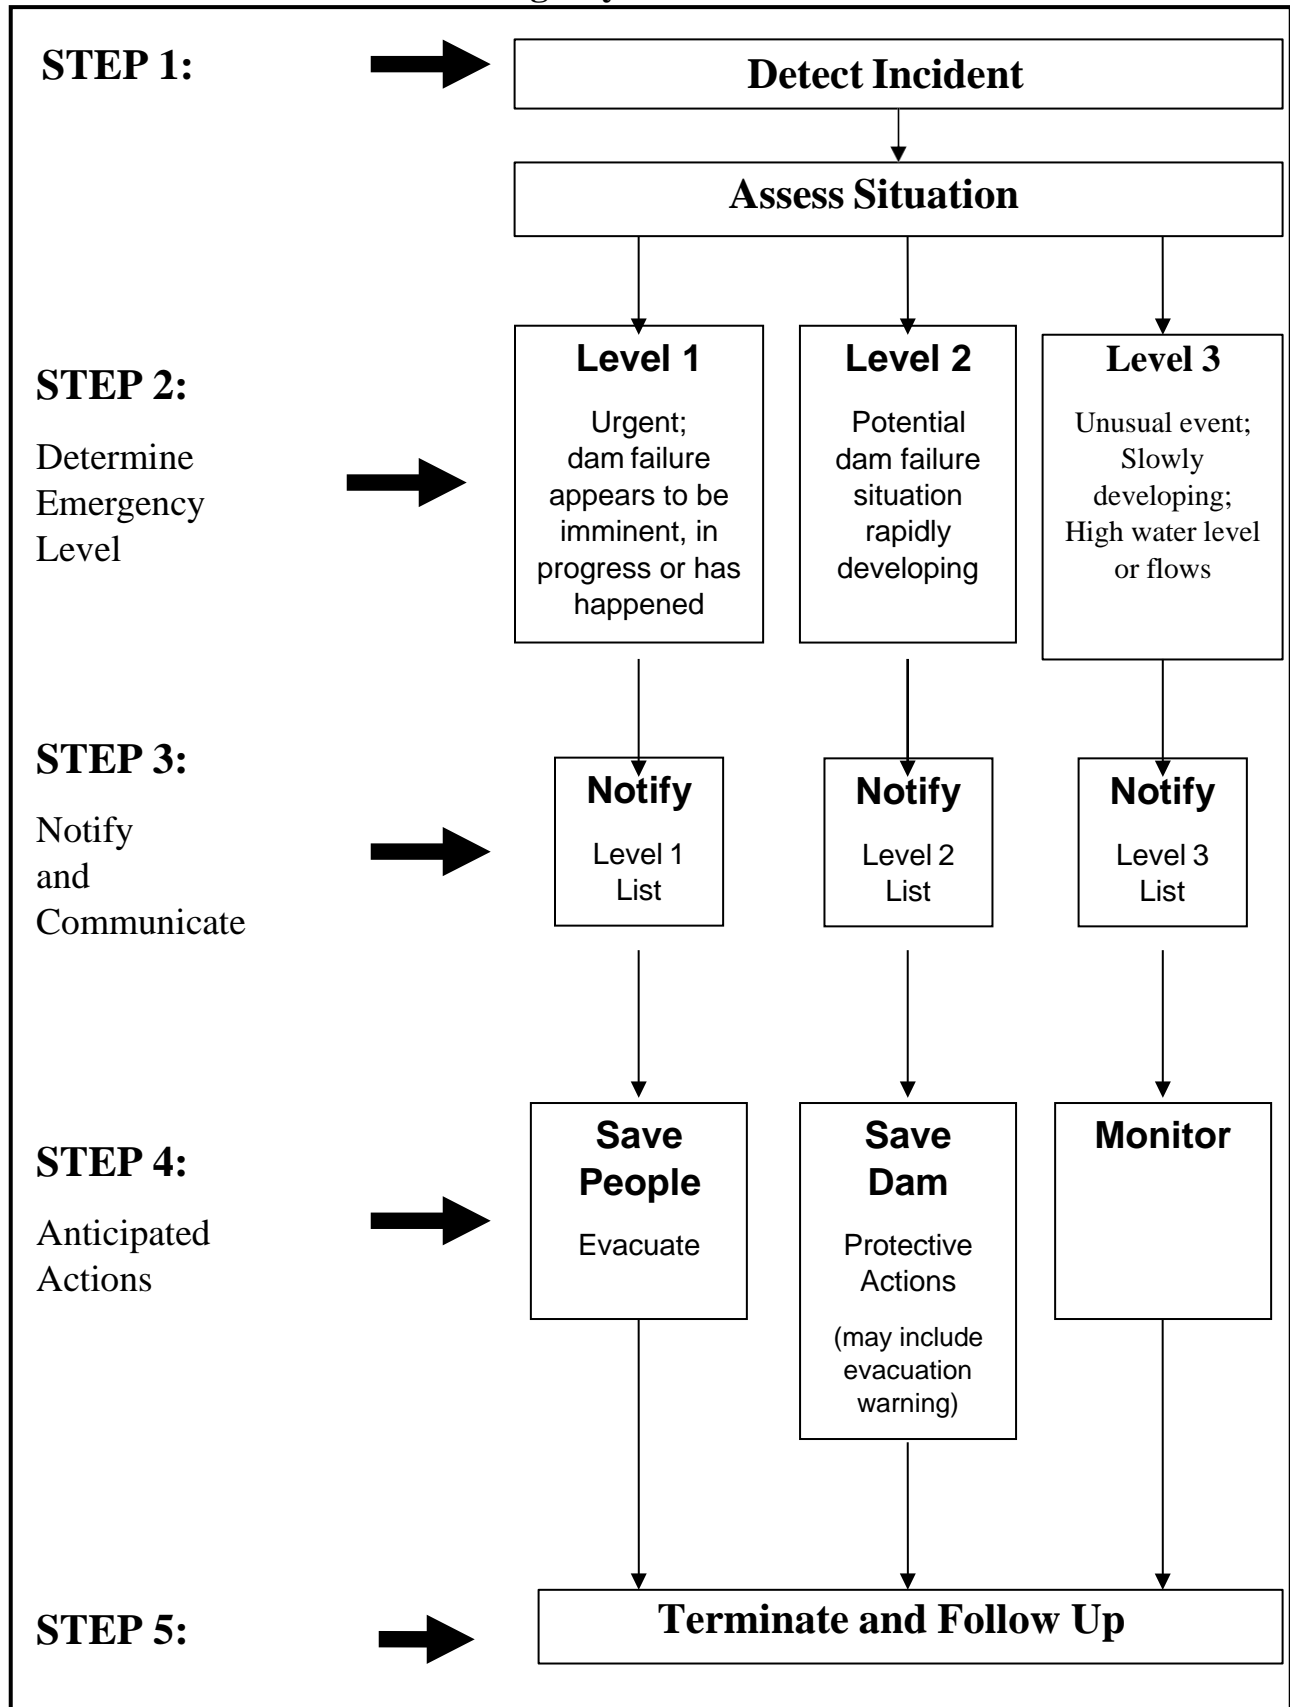 STEP 1:
Detect Incident
Assess Situation
STEP 2:
Determine
Emergency
Level
Level 1
Urgent;
dam failure
appears to be
imminent, in
progress or has
happened
Level 2
Potential
dam failure
situation
rapidly
developing
Level 3
Unusual event;
Slowly
developing;
High water level
or flows
STEP 3:
Notify
and
Communicate
Notify
Level 1
List
Notify
Level 2
List
Notify
Level 3
List
STEP 4:
Anticipated
Actions
Save
People
Evacuate
Save
Dam
Protective
Actions
(may include
evacuation
warning)
Monitor
STEP 5:
Terminate and Follow Up